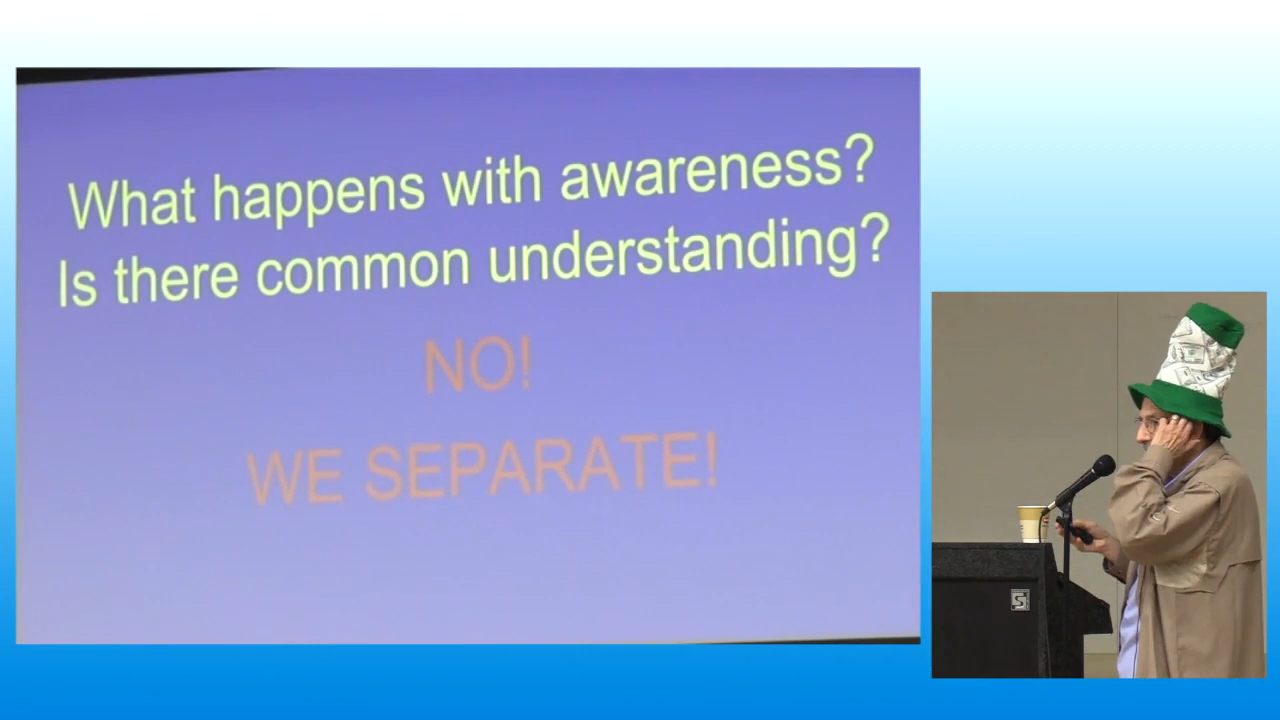 What happens with awareness?
Is there common understanding?
NO!
WE SEPARATE!